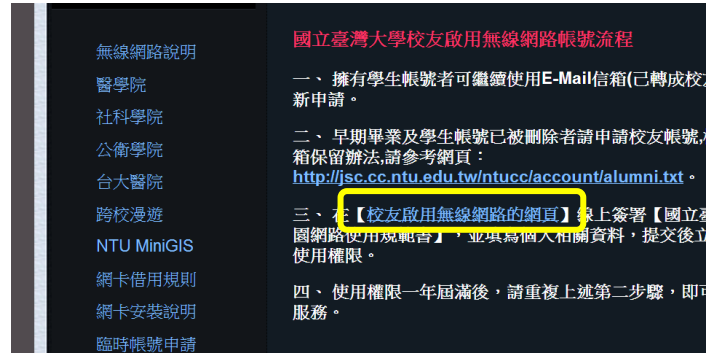 無線網路說明
醫學院
社科學院
公衛學院
台大醫院
跨校漫遊
NTU MiniGIS
網卡借用規則
網卡安裝說明
臨時帳號申請
國立臺灣大學校友啟用無線網路帳號流程
一、 擁有學生帳號者可繼續使用E-Mail信箱(已轉成校
新申請。
二、 早期畢業及學生帳號已被刪除者請申請校友帳號,
箱保留辦法,請參考網頁：
http://jsc.cc.ntu.edu.tw/ntucc/account/alumni.txt。
三、 在【校友啟用無線網路的網頁】線上簽署【國立
園網路使用規範書】，並填寫個人相關資料，提交後立
使用權限。
四、 使用權限一年屆滿後，請重複上述第二步驟，即
服務。